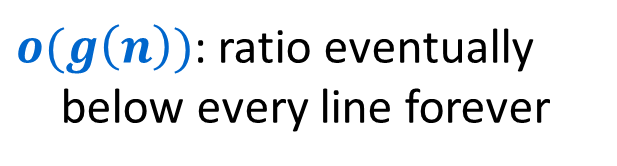 o(g(n)): ratio eventually
below every line forever